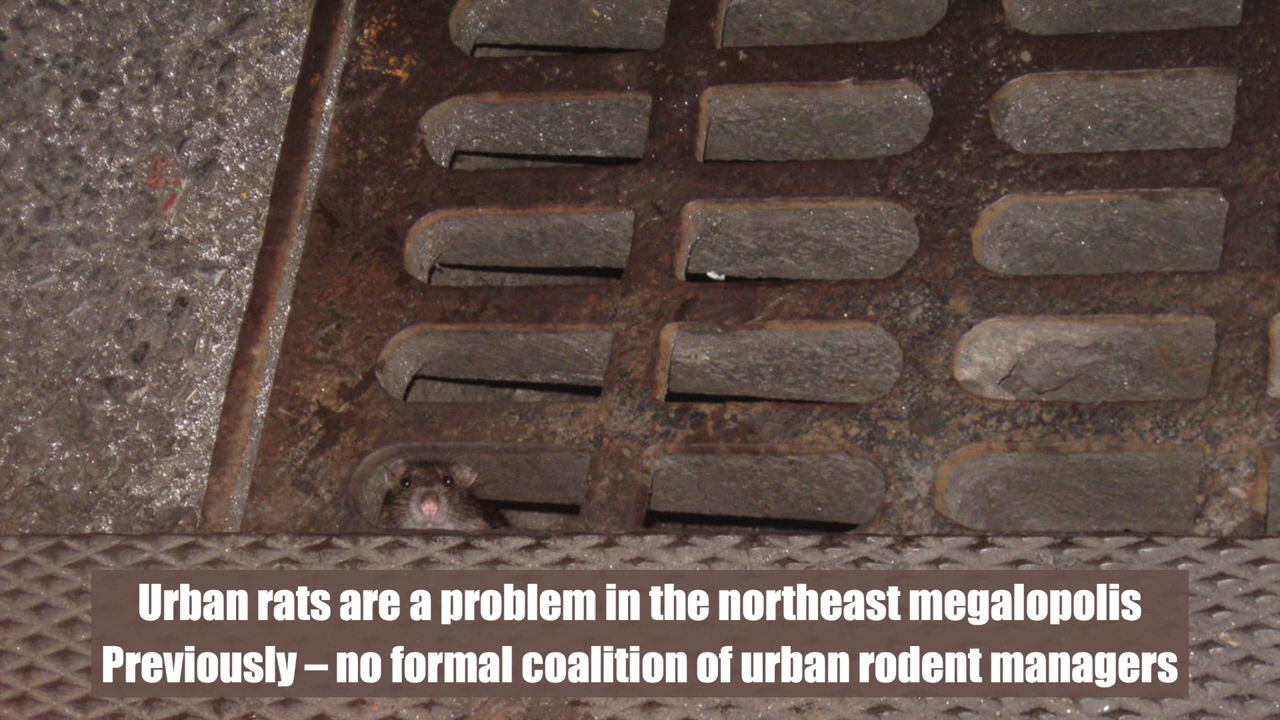 Urban rats are a problem in the northeast megalopolis
Previously – no formal coalition of urban rodent managers